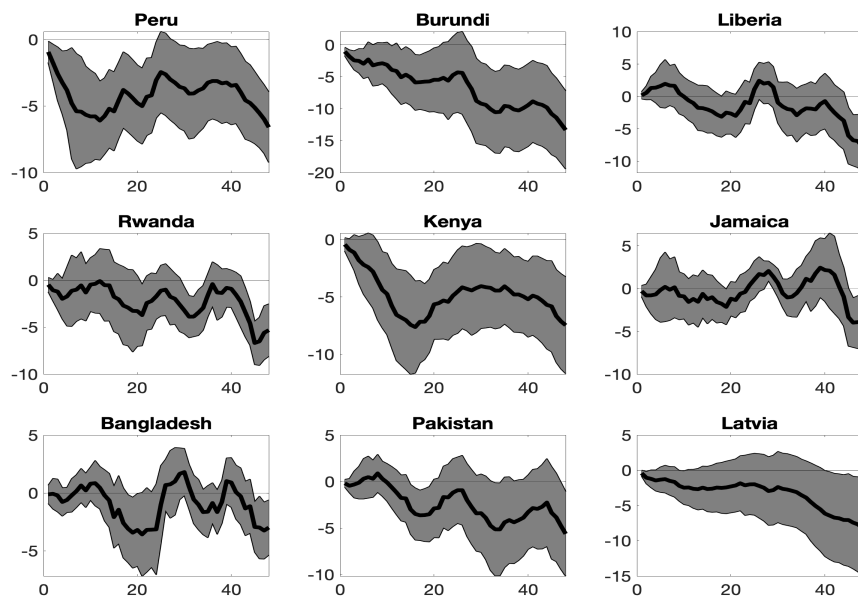 Peru Burundi Liberia
0 5 10
0
-5 -5 5
-10 0
-15 -5
-10 -20 -10
0 20 40 0 20 40 0 20 40
Rwanda Kenya Jamaica
5 0 5
0 -5 0
-5 -10 -5
-10 -10
0 20 40 0 20 40 0 20 40
Bangladesh Pakistan Latvia
5 5 5
0 0 0
-5 -5 -5
-10
-10 -15
0 20 40 0 20 40 0 20 40